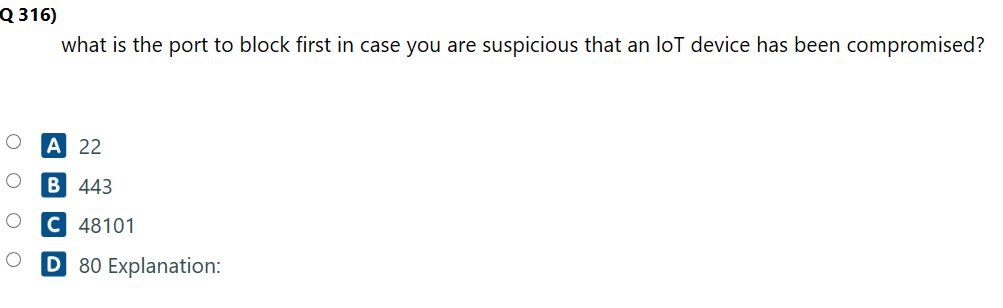 Q 316)
what is the port to block first in case you are suspicious that an loT device has been compromised?
A 22
B 443
C 48101
D 80 Explanation: